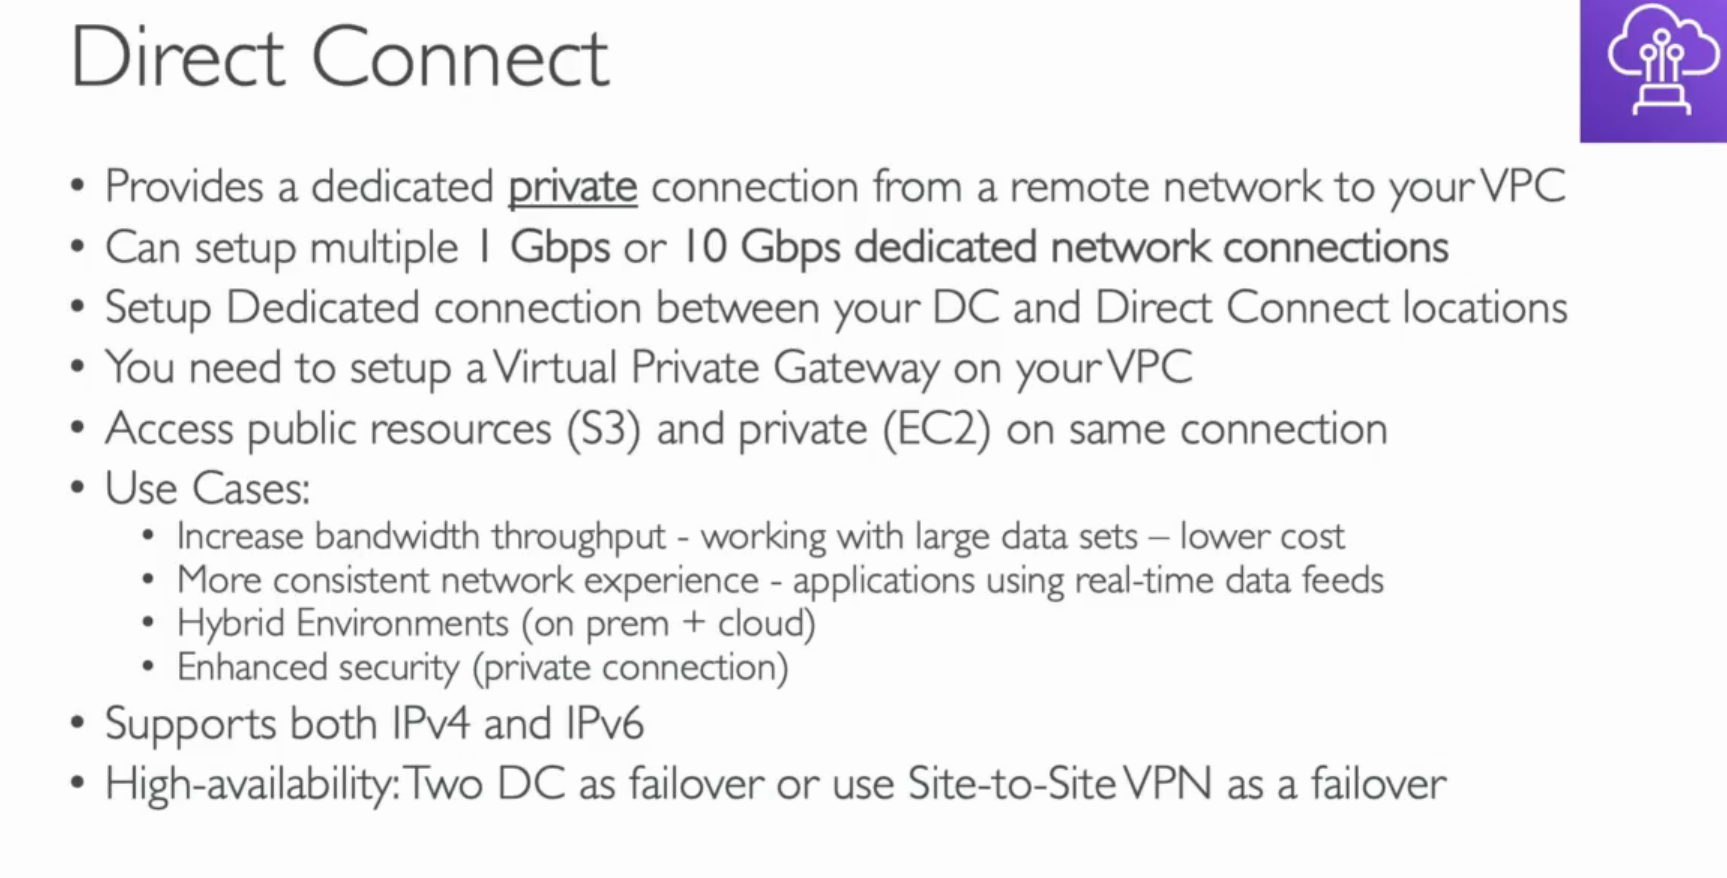 Direct Connect
• Provides a dedicated private connection from a remote network to your VPC
• Can setup multiple 1 Gbps or 10 Gbps dedicated network connections
• Setup Dedicated connection between your DC and Direct Connect locations
• You need to setup a Virtual Private Gateway on your VPC
• Access public resources (S3) and private (EC2) on same connection
• Use Cases:
• Increase bandwidth throughput - working with large data sets – lower cost
• More consistent network experience - applications using real-time data feeds
• Hybrid Environments (on prem + cloud)
• Enhanced security (private connection)
• Supports both IPv4 and IPv6
• High-availability: Two DC as failover or use Site-to-Site VPN as a failover